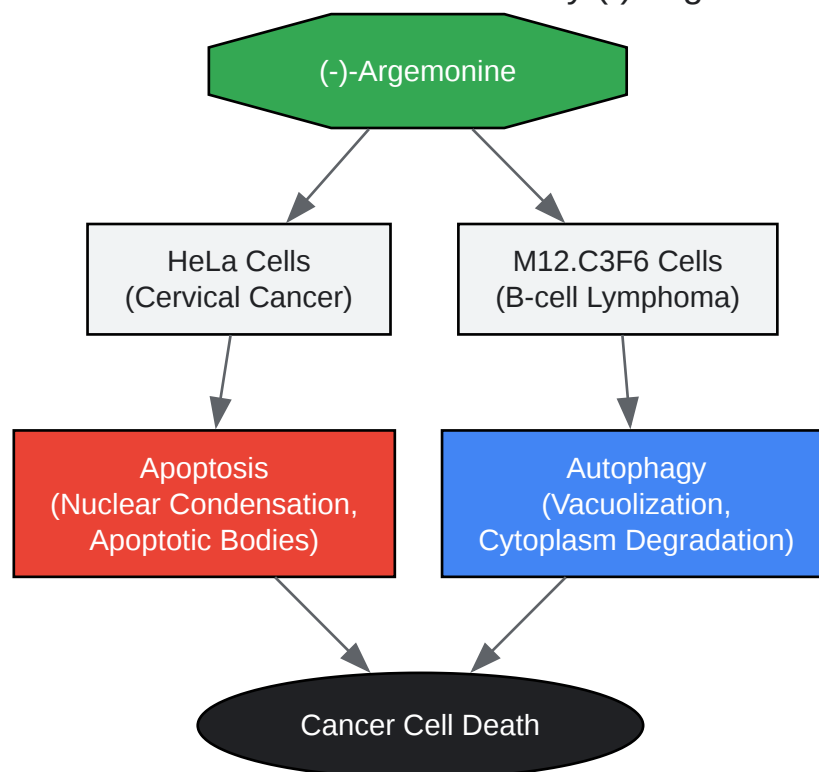 (-)-Argemonine
HeLa Cells
(Cervical Cancer)
M12.C3F6 Cells
(B-cell Lymphoma)
Apoptosis
(Nuclear Condensation,
Apoptotic Bodies)
Autophagy
(Vacuolization,
Cytoplasm Degradation)
Cancer Cell Death